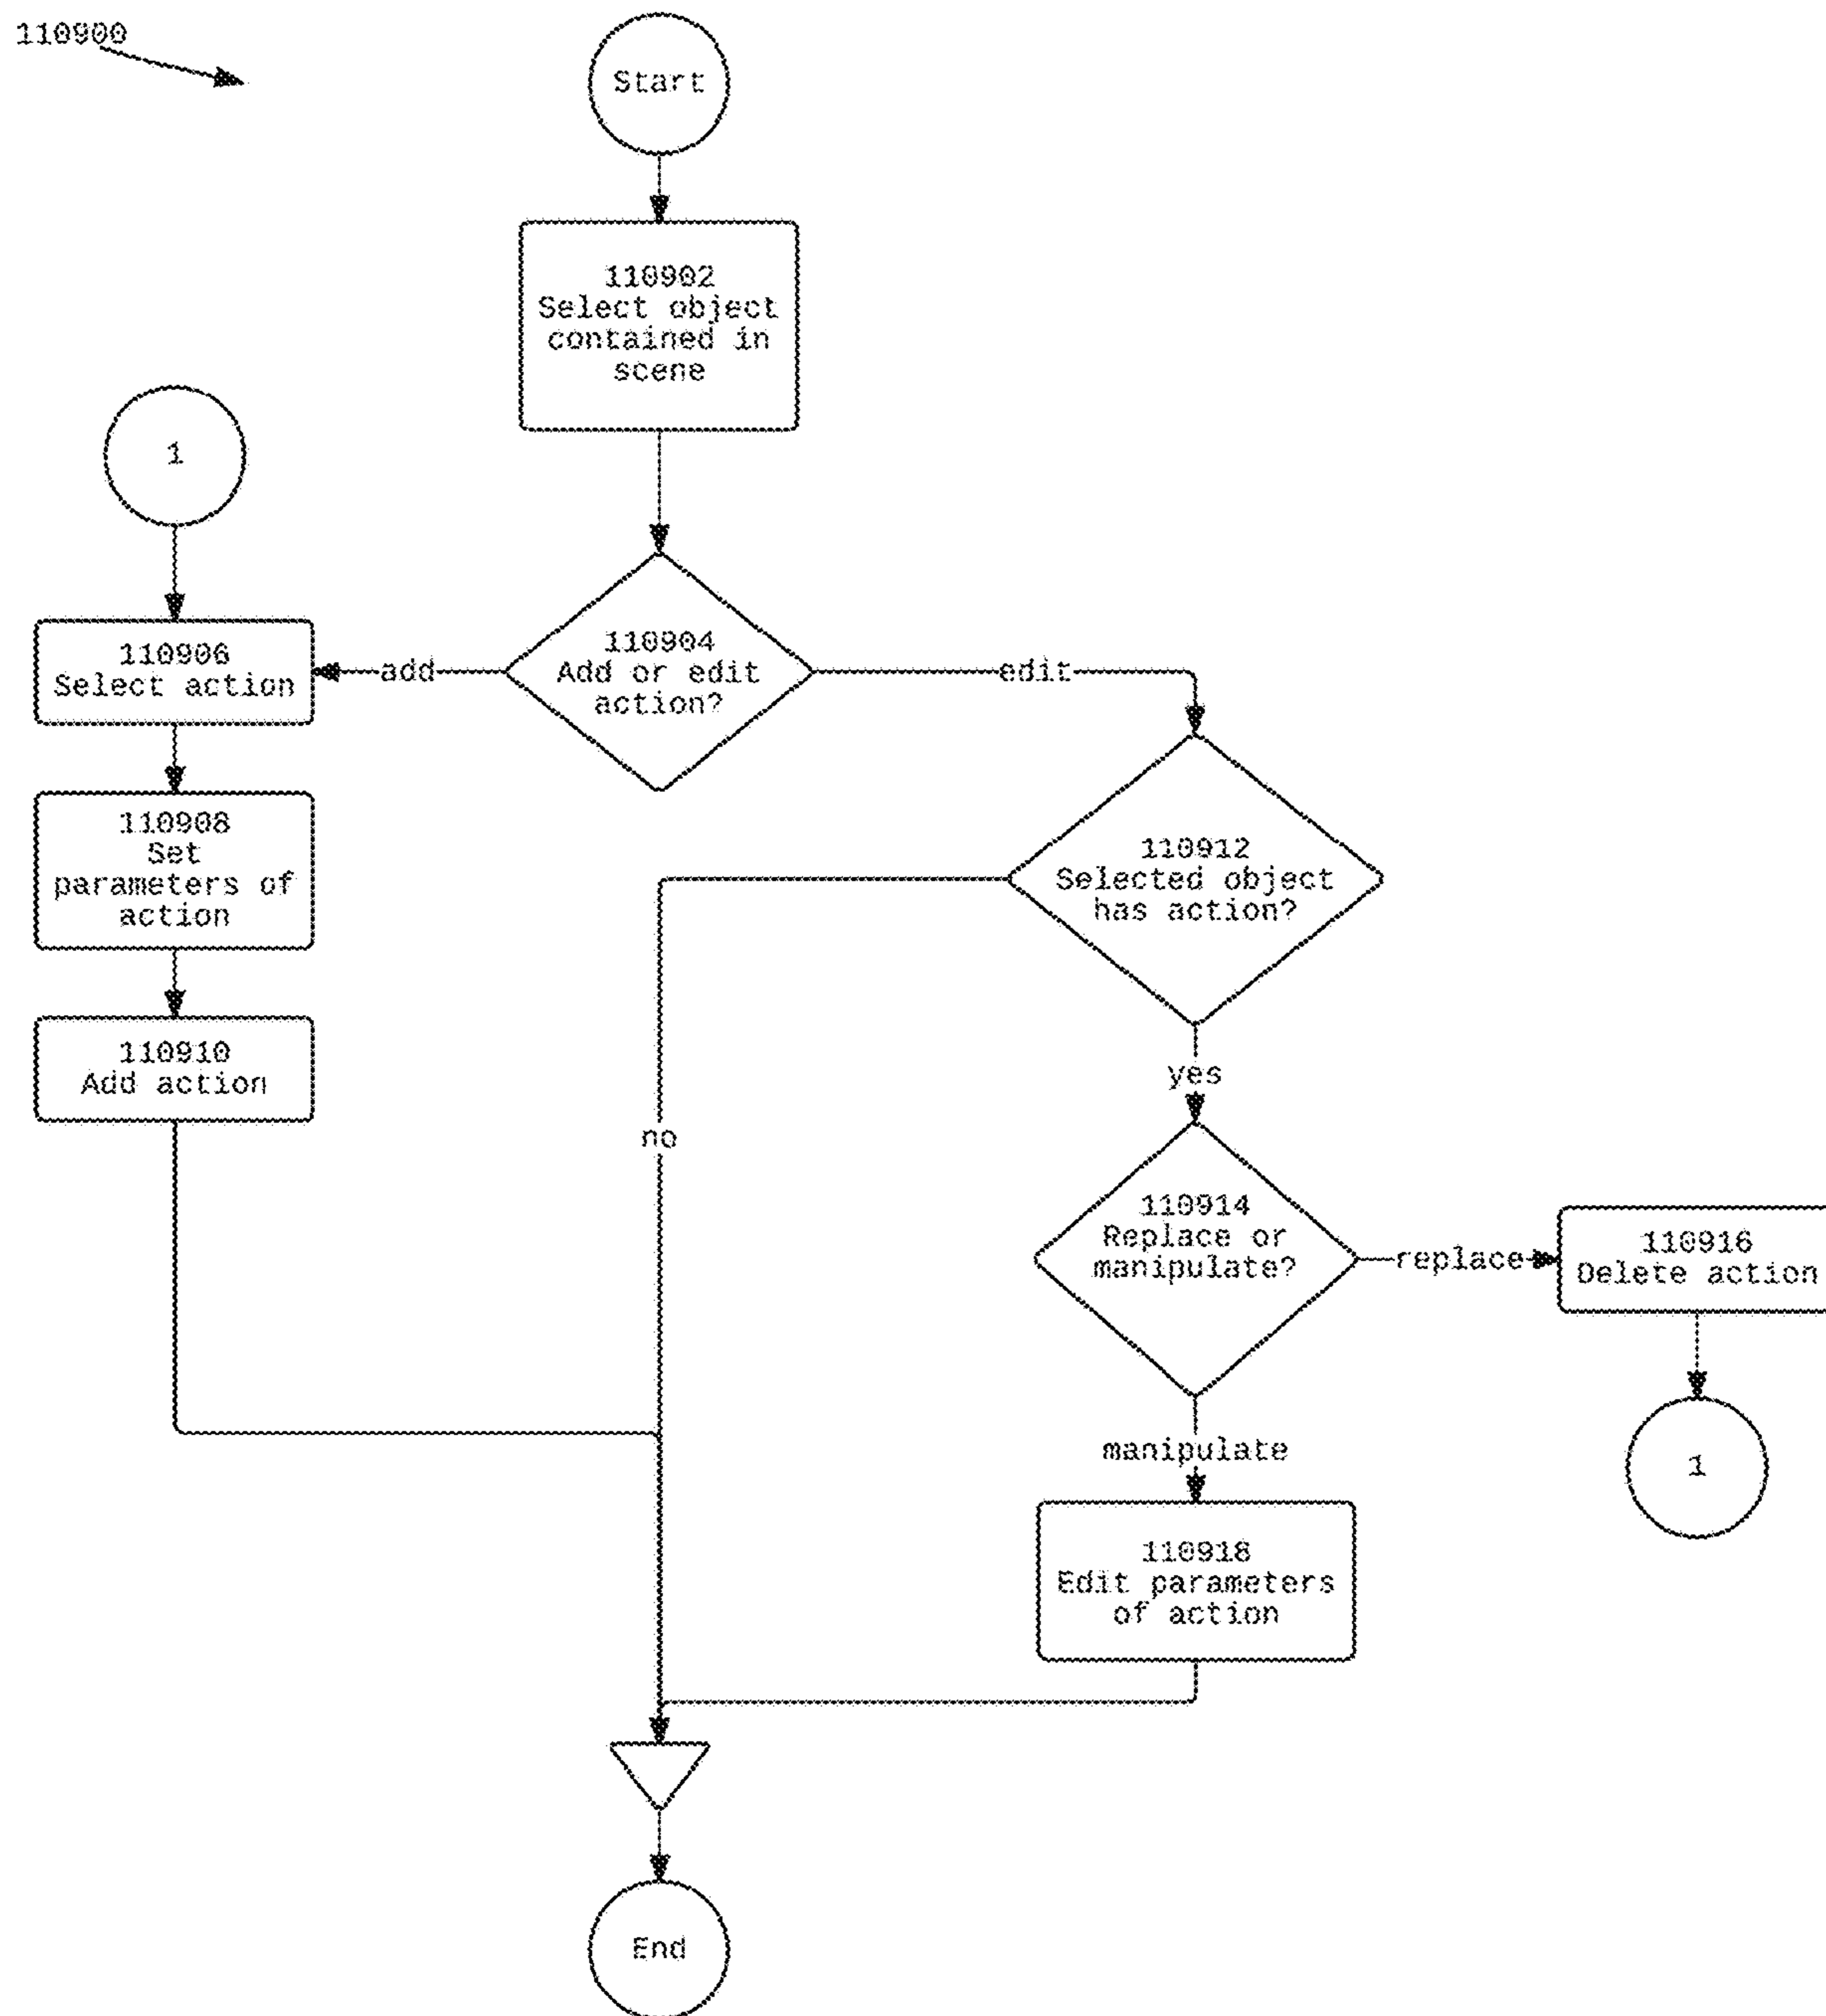 110900
Start
110902
Select object
contained in
scene
1
110904
Add or edit
action?
add
edit
110906
Select action
110908
Set
parameters of
action
110910
Add action
110912
Selected object
has action?
no
yes
110914
Replace or
manipulate?
replace
110916
Delete action
1
manipulate
110918
Edit parameters
of action
End